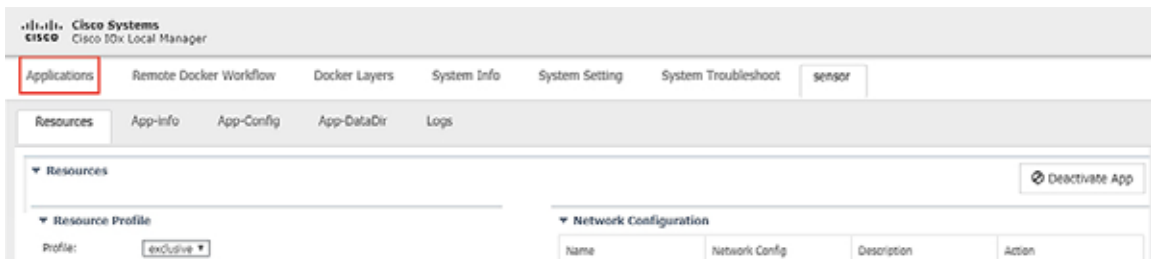 Cisco Systems
CISCO Cisco IOx Local Manager
Applications Remote Docker Workflow Docker Layers System Info System Setting System Troubleshoot sensor
Resources App-info App-Config App-DataDir Logs
Resources
Deactivate App
Resource Profile
Profile: exclusive
Network Configuration
Name Network Config Description Action